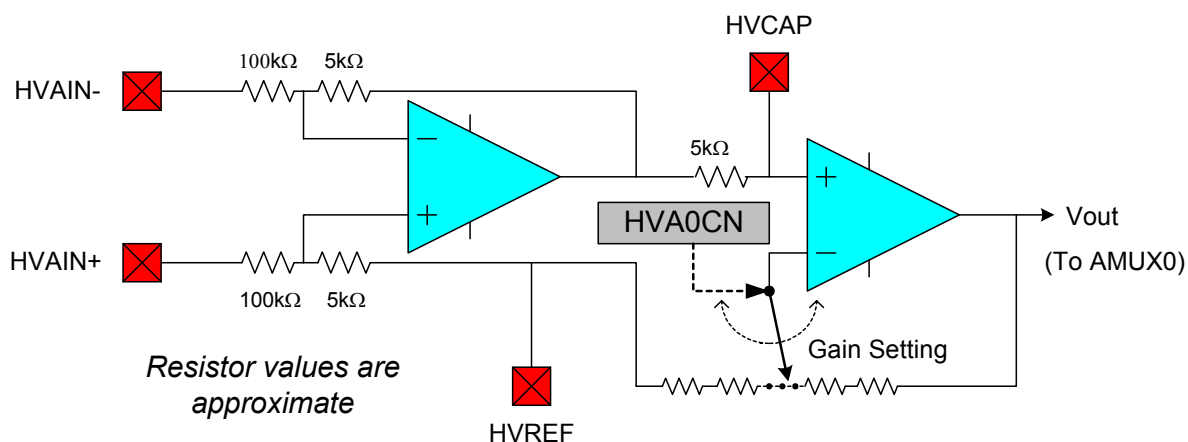 HVCAP
100kΩ 5kΩ
HVAIN-
5kΩ
HVA0CN
Vout
(To AMUX0)
HVAIN+
100kΩ 5kΩ
Gain Setting
Resistor values are
approximate
HVREF